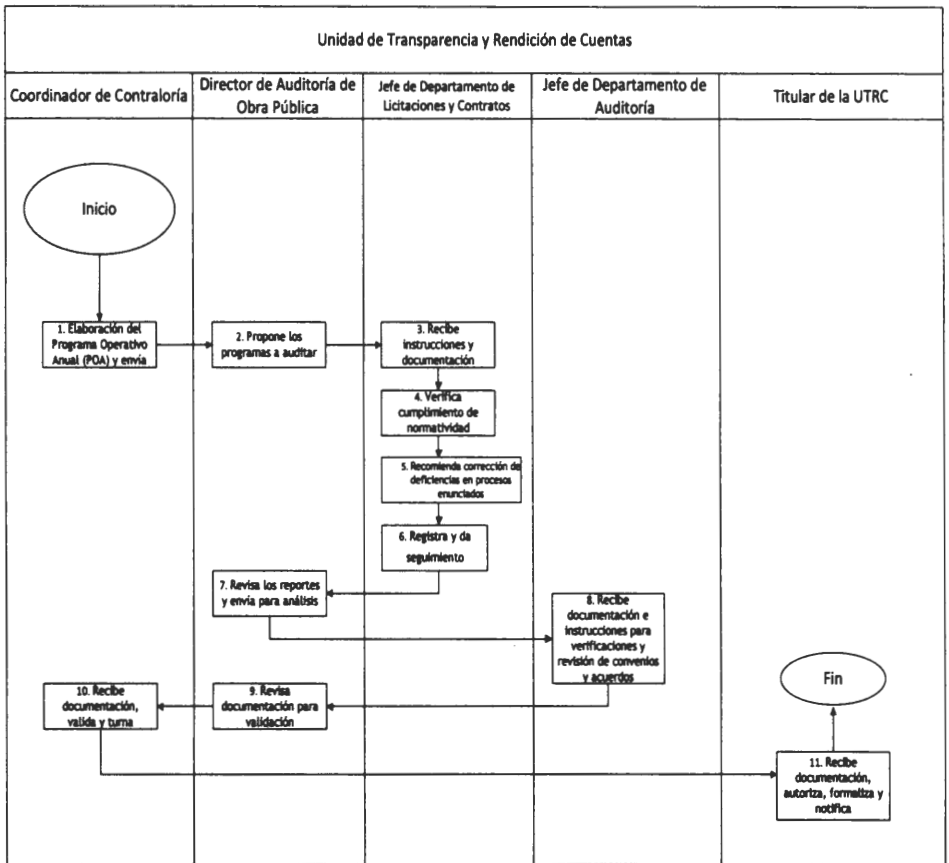 Unidad de Transparencia y Rendición de Cuentas
Coordinador de Contraloría
Director de Auditoría de
Obra Pública
Jefe de Departamento de
Licitaciones y Contratos
Jefe de Departamento de
Auditoría
Titular de la UTRC
Inicio
1. Elaboración del
Programa Operativo
Anual (POA) y envía
2. Propone los
programas a auditar
3. Recibe
instrucciones y
documentación
4. Verifica
cumplimiento de
normatividad
5. Recomienda corrección de
deficiencias en procesos
enunciados
6. Registra y da
seguimiento
7. Revisa los reportes
y envía para análisis
8. Recibe
documentación e
instrucciones para
verificaciones y
revisión de convenios
y acuerdos
9. Revisa
documentación para
validación
10. Recibe
documentación,
valida y turna
11. Recibe
documentación,
autoriza, formaliza y
notifica
Fin